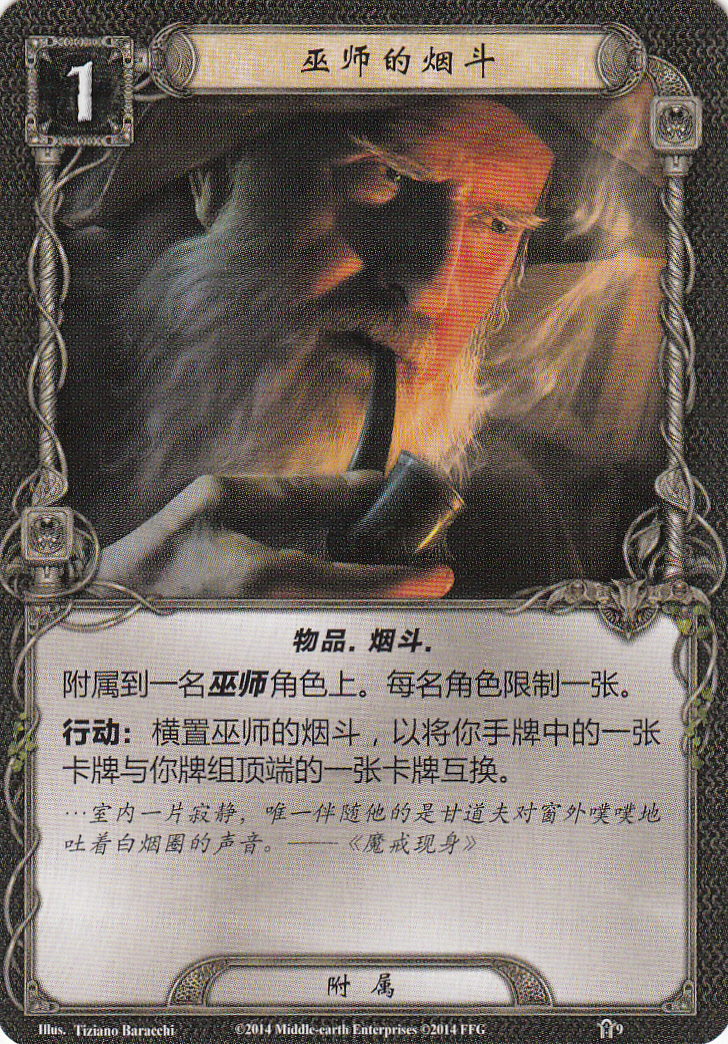 巫师的烟斗
1
物品. 烟斗.
附属到一名巫师角色上。每名角色限制一张。
行动：横置巫师的烟斗，以将你手牌中的一张
卡牌与你牌组顶端的一张卡牌互换。
…室内一片寂静，唯一伴随他的是甘道夫对窗外噗噗地
吐着白烟圈的声音。——《魔戒现身》
附属
Illus. Tiziano Baracchi ©2014 Middle-earth Enterprises ©2014 FFG 9